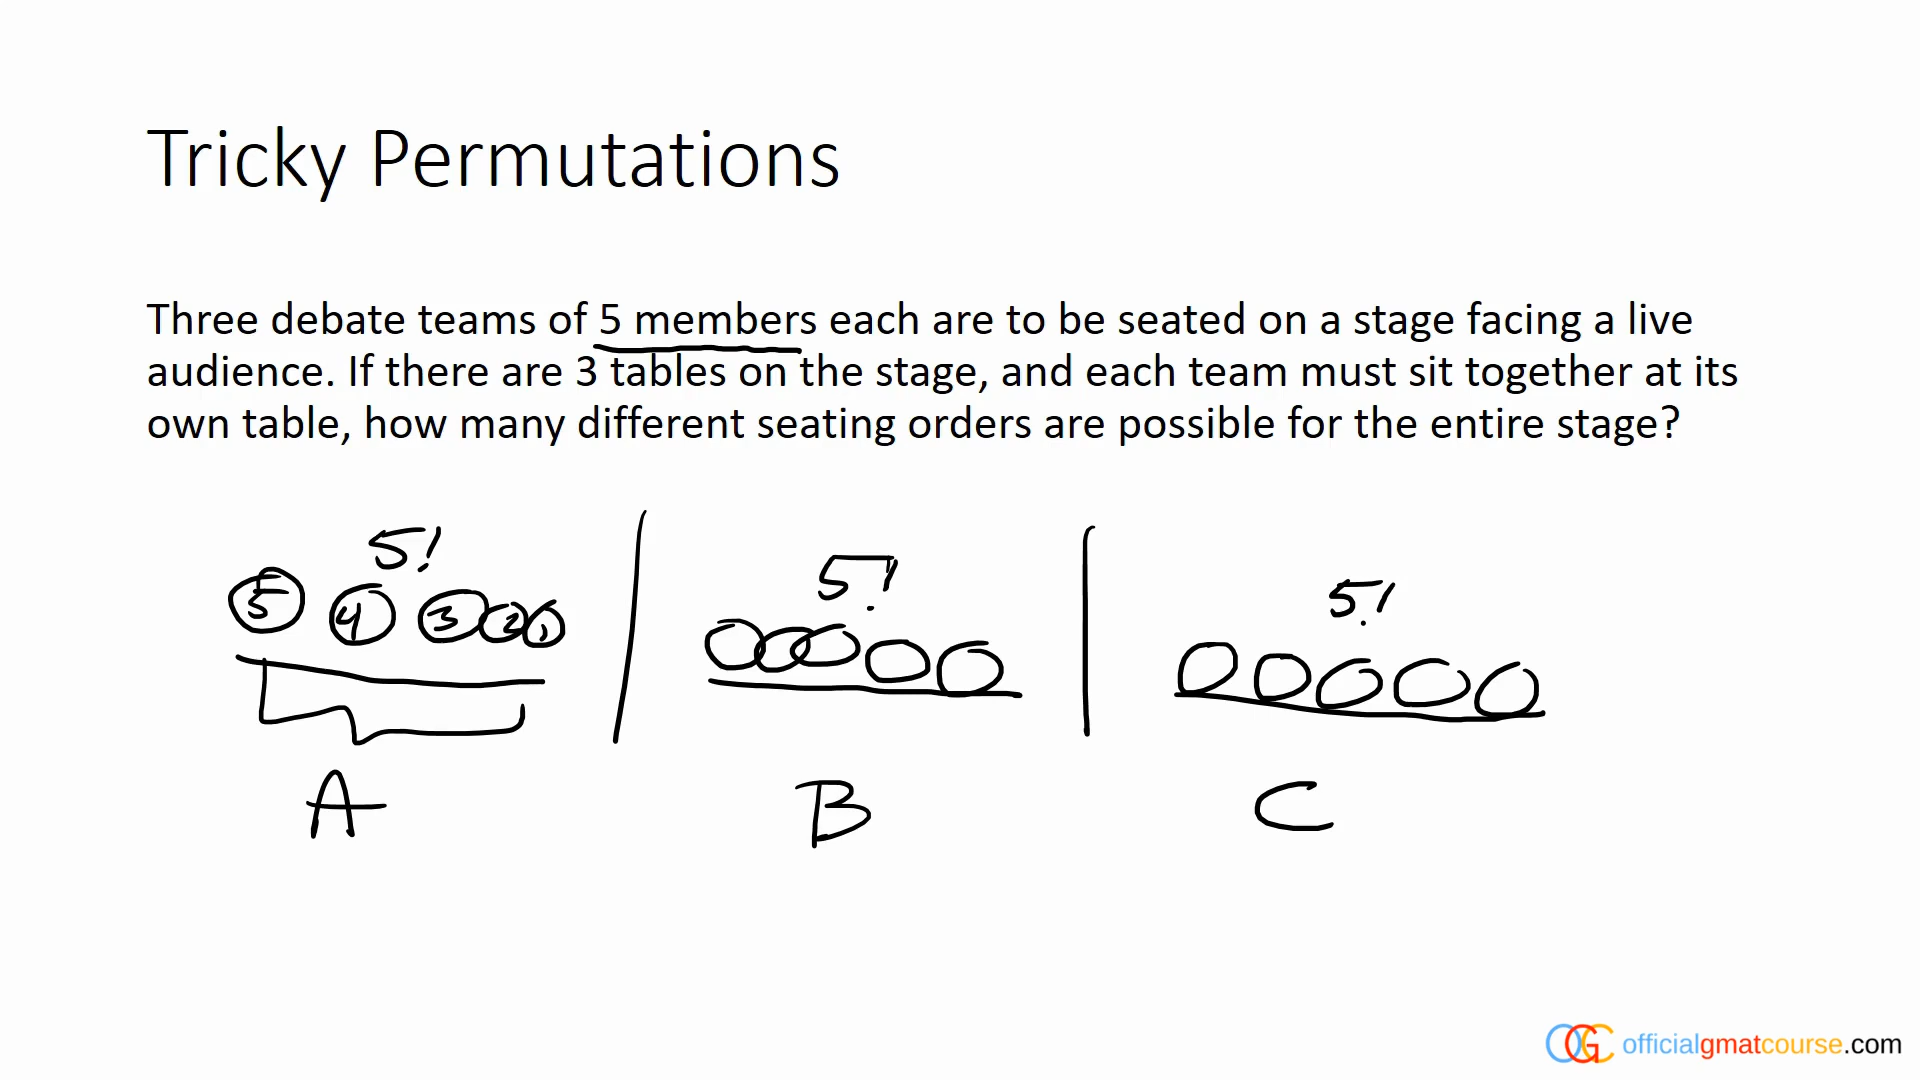 Tricky Permutations
Three debate teams of 5 members each are to be seated on a stage facing a live
audience. If there are 3 tables on the stage, and each team must sit together at its
own table, how many different seating orders are possible for the entire stage?
5! 5! 5!
5 4 3 2 1
A B C
OGC officialgmatcourse.com